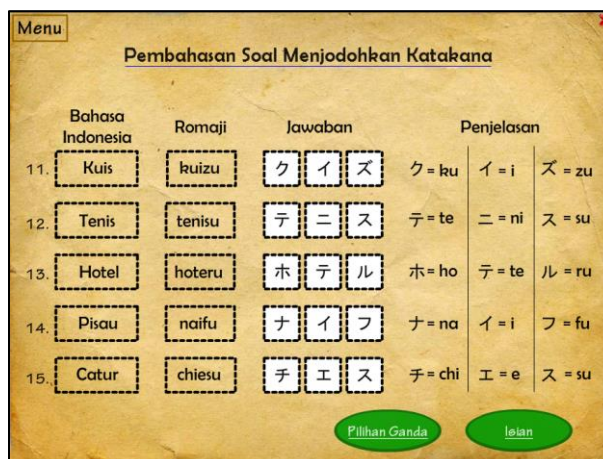 Menu
Pembahasan Soal Menjodohkan Katakana
Bahasa Indonesia Romaji Jawaban Penjelasan
11. Kuis kuizu ク イ ズ ク = ku イ = i ズ = zu
12. Tenis tenisu テ ニ ス テ = te ニ = ni ス = su
13. Hotel hoteru ホ テ ル ホ = ho テ = te ル = ru
14. Pisau naifu ナ イ フ ナ = na イ = i フ = fu
15. Catur chiesu チ エ ス チ = chi エ = e ス = su
Pilihan Ganda Isian